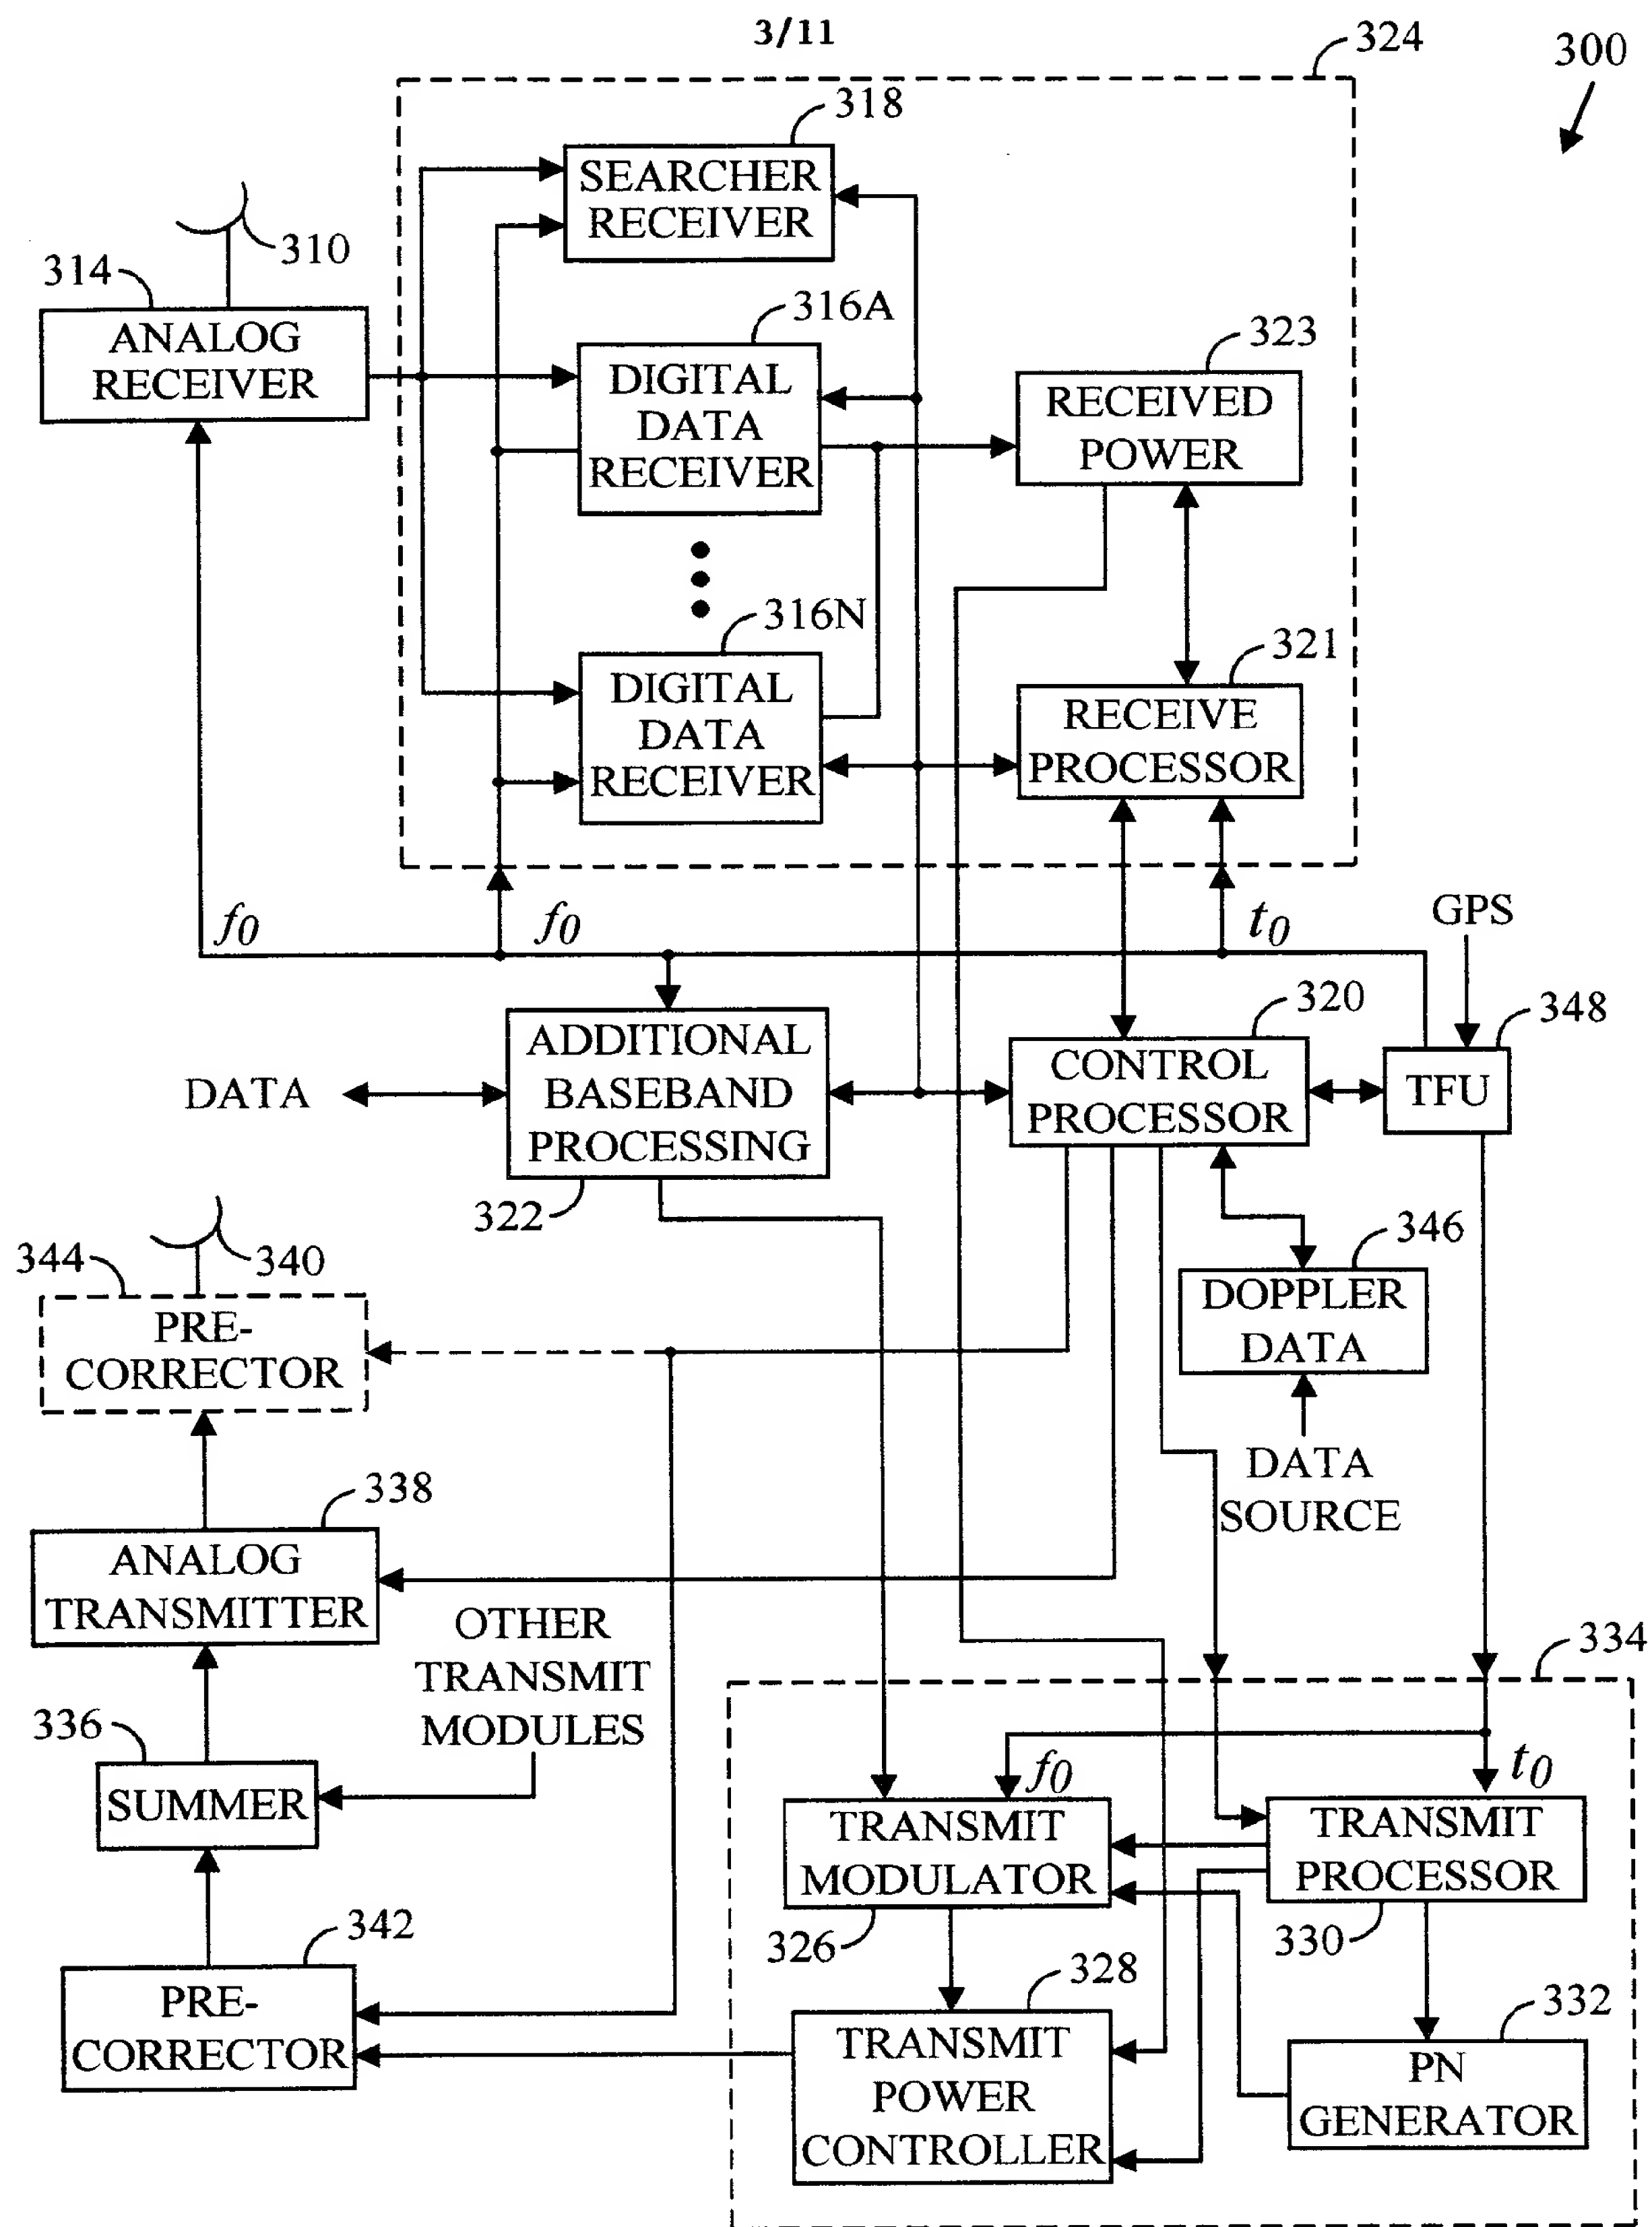 3/11
324
300
318
SEARCHER
RECEIVER
310
314
ANALOG
RECEIVER
316A
DIGITAL
DATA
RECEIVER
323
RECEIVED
POWER
316N
DIGITAL
DATA
RECEIVER
321
RECEIVE
PROCESSOR
f0
f0
t0
GPS
320
348
ADDITIONAL
BASEBAND
PROCESSING
CONTROL
PROCESSOR
TFU
DATA
322
344
340
PRE-
CORRECTOR
346
DOPPLER
DATA
DATA
SOURCE
338
ANALOG
TRANSMITTER
OTHER
TRANSMIT
MODULES
334
336
SUMMER
f0
t0
TRANSMIT
MODULATOR
TRANSMIT
PROCESSOR
326
330
342
PRE-
CORRECTOR
328
TRANSMIT
POWER
CONTROLLER
332
PN
GENERATOR